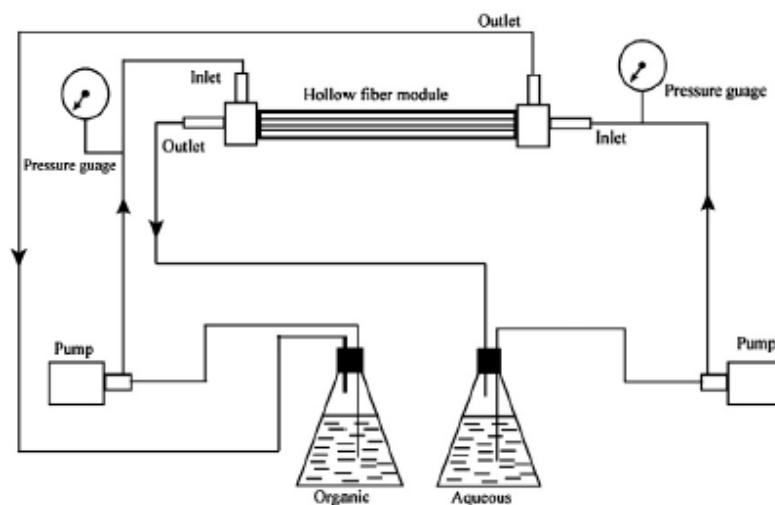 Outlet
Inlet
Hollow fiber module
Pressure guage
Outlet
Inlet
Pressure guage
Pump
Pump
Organic
Aqueous